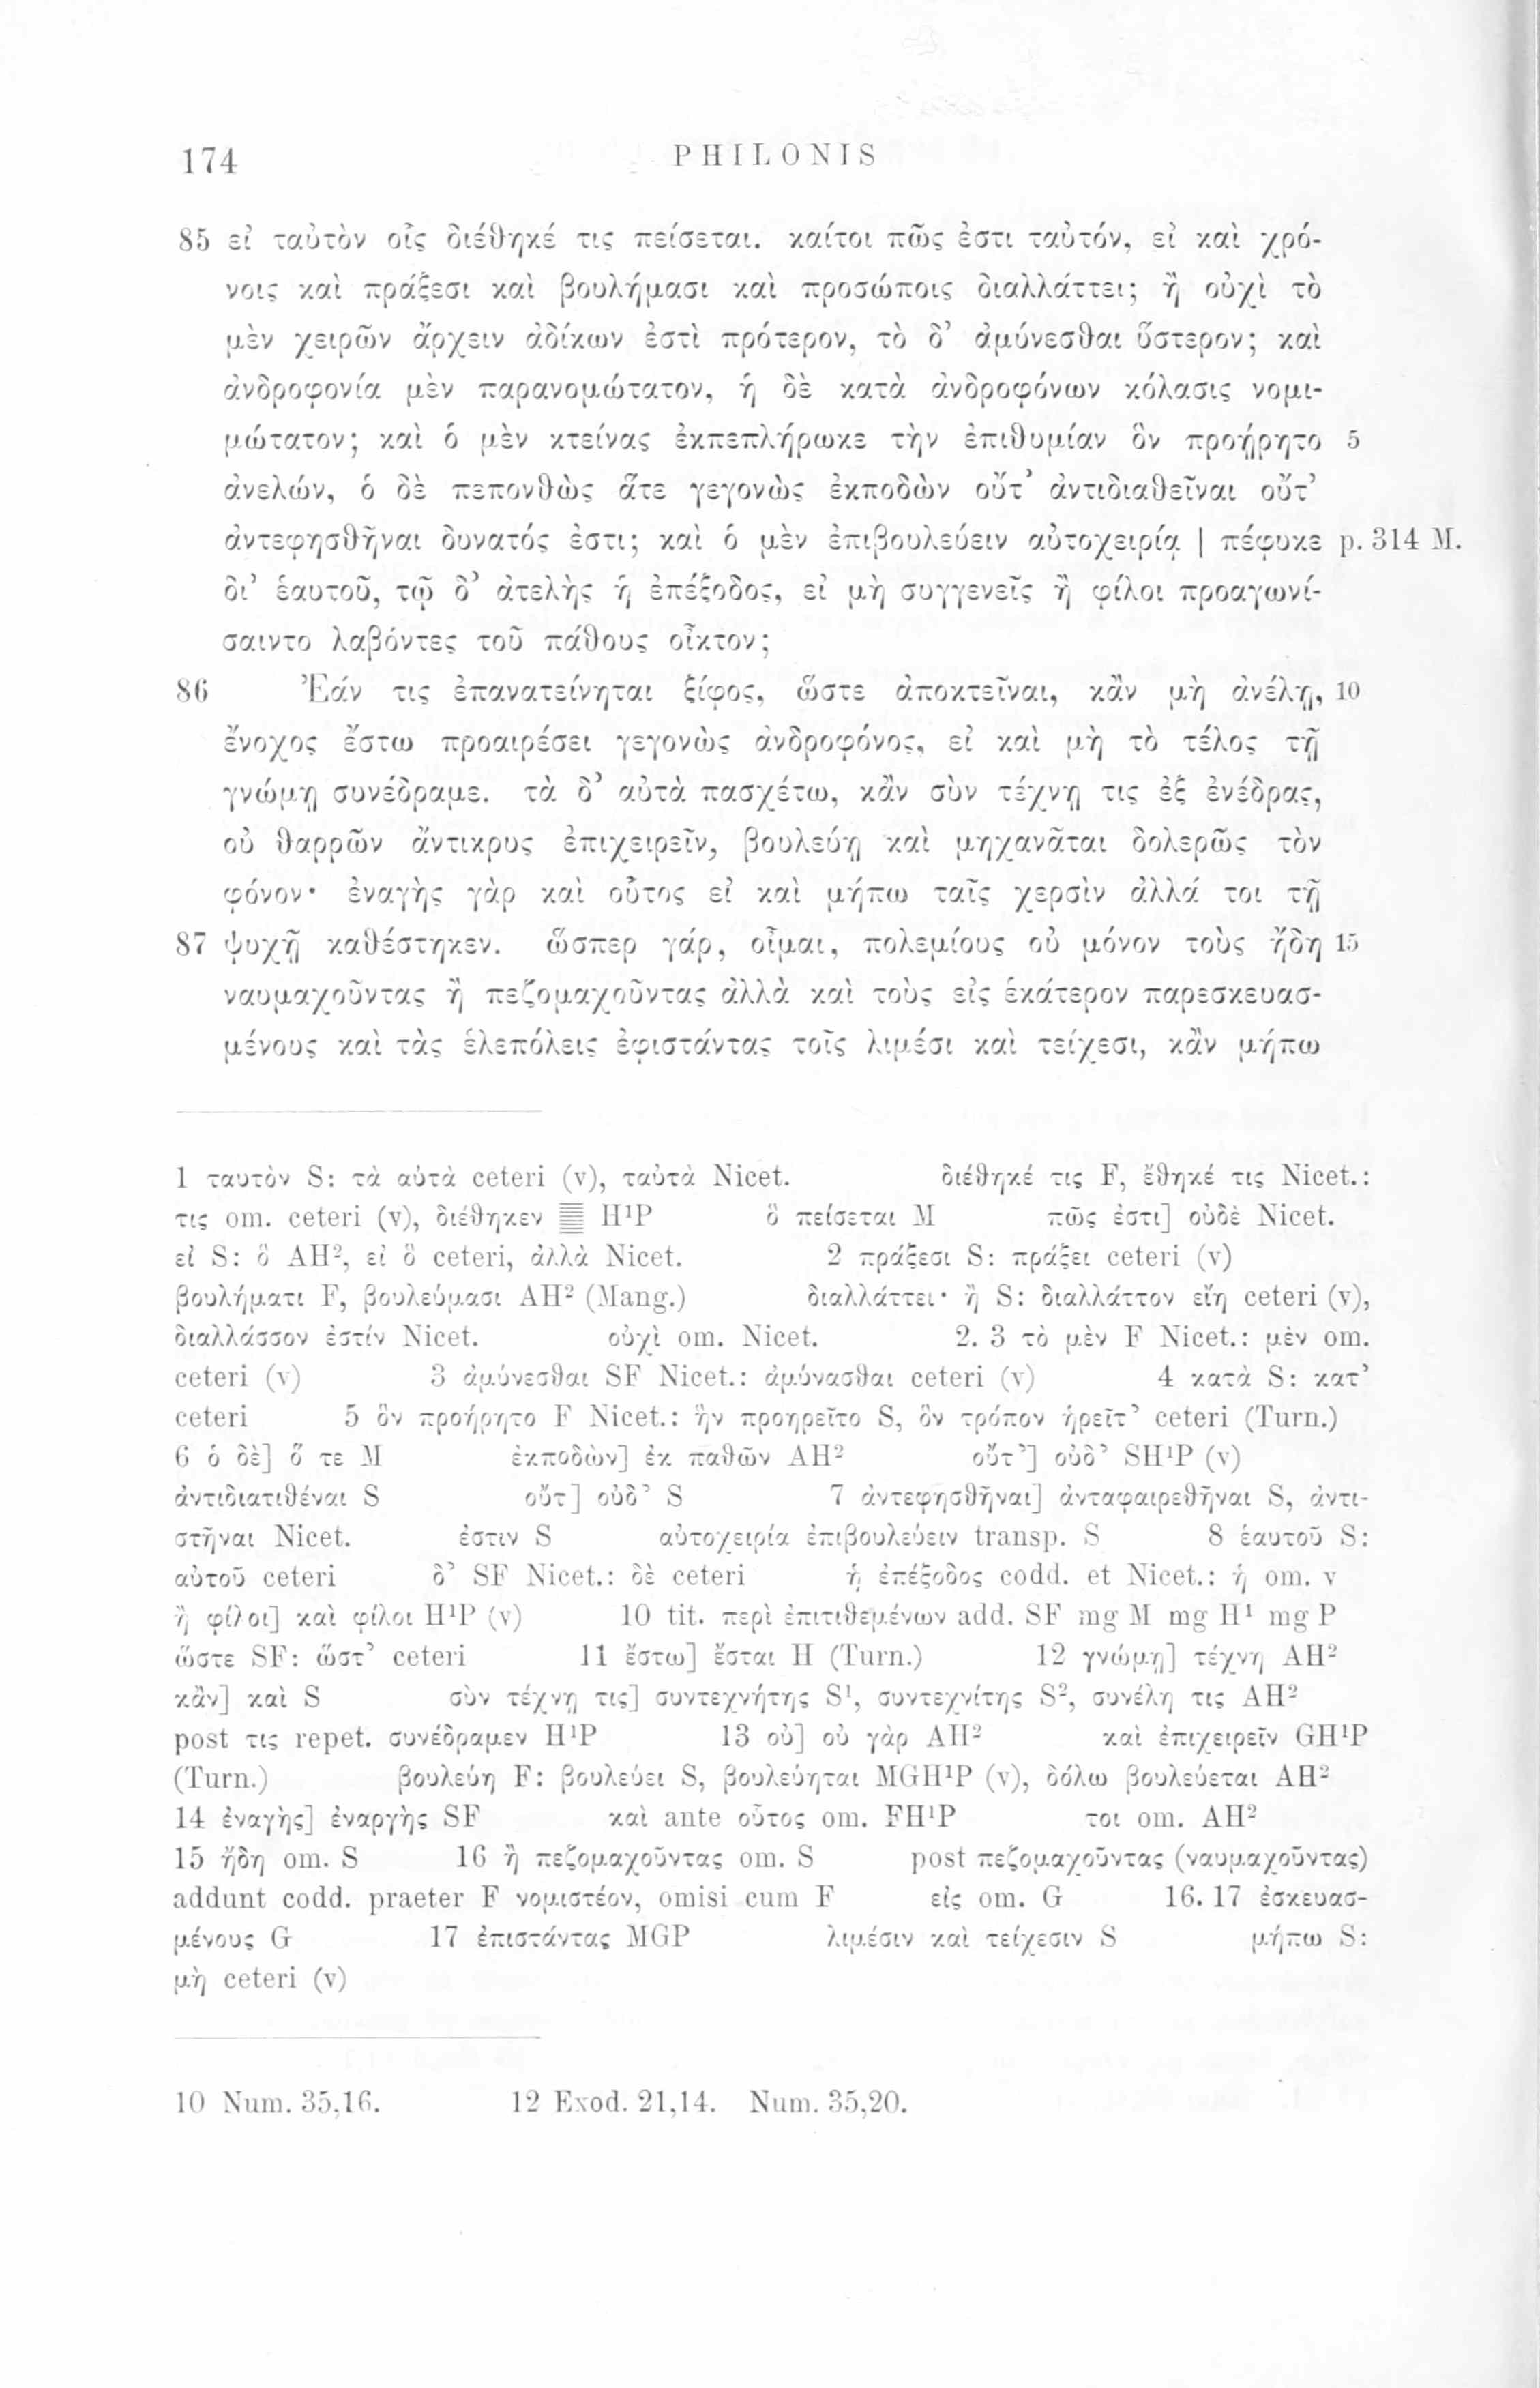 174 PHILONIS
85 εἰ ταὐτὸν οἷς διέθηκέ τις πείσεται. καίτοι πῶς ἐστι ταὐτόν, εἰ καὶ χρό-
νοις καὶ πράξεσι καὶ βουλήμασι καὶ προσώποις διαλλάττει; ἢ οὐχὶ τὸ
μὲν χειρῶν ἄρχειν ἀδίκων ἐστὶ πρότερον, τὸ δ’ ἀμύνεσθαι ὕστερον; καὶ
ἀνδροφονία μὲν παρανομώτατον, ἡ δὲ κατὰ ἀνδροφόνων κόλασις νομι-
μώτατον; καὶ ὁ μὲν κτείνας ἐκπεπλήρωκε τὴν ἐπιθυμίαν ὃν προῄρητο 5
ἀνελών, ὁ δὲ πεπονθὼς ἅτε γεγονὼς ἐκποδὼν οὔτ’ ἀντιδιαθεῖναι οὔτ’
ἀντεφησθῆναι δυνατός ἐστι; καὶ ὁ μὲν ἐπιβουλεύειν αὐτοχειρίᾳ | πέφυκε p. 314 M.
δι’ ἑαυτοῦ, τῷ δ’ ἀτελὴς ἡ ἐπέξοδος, εἰ μὴ συγγενεῖς ἢ φίλοι προαγωνί-
σαιντο λαβόντες τοῦ πάθους οἶκτον;
86 Ἐάν τις ἐπανατείνηται ξίφος, ὥστε ἀποκτεῖναι, κἂν μὴ ἀνέλῃ, 10
ἔνοχος ἔστω προαιρέσει γεγονὼς ἀνδροφόνος, εἰ καὶ μὴ τὸ τέλος τῇ
γνώμῃ συνέδραμε. τὰ δ’ αὐτὰ πασχέτω, κἂν σὺν τέχνῃ τις ἐξ ἐνέδρας,
οὐ θαρρῶν ἄντικρυς ἐπιχειρεῖν, βουλεύῃ καὶ μηχανᾶται δολερῶς τὸν
φόνον· ἐναγὴς γὰρ καὶ οὗτος εἰ καὶ μήπω ταῖς χερσὶν ἀλλά τοι τῇ
87 ψυχῇ καθέστηκεν. ὥσπερ γάρ, οἶμαι, πολεμίους οὐ μόνον τοὺς ἤδη 15
ναυμαχοῦντας ἢ πεζομαχοῦντας ἀλλὰ καὶ τοὺς εἰς ἑκάτερον παρεσκευασ-
μένους καὶ τὰς ἑλεπόλεις ἐφιστάντας τοῖς λιμέσι καὶ τείχεσι, κἂν μήπω
1 ταυτὸν S: τὰ αὐτὰ ceteri (v), ταὐτὰ Nicet. διέθηκέ τις F, ἔθηκέ τις Nicet.:
τις om. ceteri (v), διέθηκεν H¹P ὃ πείσεται M πῶς ἐστι] οὐδὲ Nicet.
εἰ S: ὃ AH², εἰ ὃ ceteri, ἀλλὰ Nicet. 2 πράξεσι S: πράξει ceteri (v)
βουλήματι F, βουλεύμασι AH² (Mang.) διαλλάττει· ἢ S: διαλλάττον εἴη ceteri (v),
διαλλάσσον ἐστίν Nicet. οὐχὶ om. Nicet. 2. 3 τὸ μὲν F Nicet.: μὲν om.
ceteri (v) 3 ἀμύνεσθαι SF Nicet.: ἀμύνασθαι ceteri (v) 4 κατὰ S: κατ’
ceteri 5 ὃν προῄρητο F Nicet.: ἣν προῃρεῖτο S, ὃν τρόπον ᾑρεῖτ’ ceteri (Turn.)
6 ὁ δὲ] ὅ τε M ἐκποδὼν] ἐκ παθῶν AH² οὔτ’] οὐδ’ SH¹P (v)
ἀντιδιατιθέναι S οὔτ] οὐδ’ S 7 ἀντεφησθῆναι] ἀνταφαιρεθῆναι S, ἀντι-
στῆναι Nicet. ἐστιν S αὐτοχειρία ἐπιβουλεύειν transp. S 8 ἑαυτοῦ S:
αὑτοῦ ceteri δ’ SF Nicet.: δὲ ceteri ἡ ἐπέξοδος codd. et Nicet.: ἡ om. v
ἢ φίλοι] καὶ φίλοι H¹P (v) 10 tit. περὶ ἐπιτιθεμένων add. SF mg M mg H¹ mg P
ὥστε SF: ὥστ’ ceteri 11 ἔστω] ἔσται H (Turn.) 12 γνώμῃ] τέχνῃ AH²
κἂν] καὶ S σὺν τέχνῃ τις] συντεχνήτης S¹, συντεχνίτης S², συνέλῃ τις AH²
post τις repet. συνέδραμεν H¹P 13 οὐ] οὐ γὰρ AH² καὶ ἐπιχειρεῖν GH¹P
(Turn.) βουλεύῃ F: βουλεύει S, βουλεύηται MGH¹P (v), δόλω βουλεύεται AH²
14 ἐναγὴς] ἐναργὴς SF καὶ ante οὗτος om. FH¹P τοι om. AH²
15 ἤδη om. S 16 ἢ πεζομαχοῦντας om. S post πεζομαχοῦντας (ναυμαχοῦντας)
addunt codd. praeter F νομιστέον, omisi cum F εἰς om. G 16. 17 ἐσκευασ-
μένους G 17 ἐπιστάντας MGP λιμέσιν καὶ τείχεσιν S μήπω S:
μὴ ceteri (v)
10 Num. 35,16. 12 Exod. 21,14. Num. 35,20.